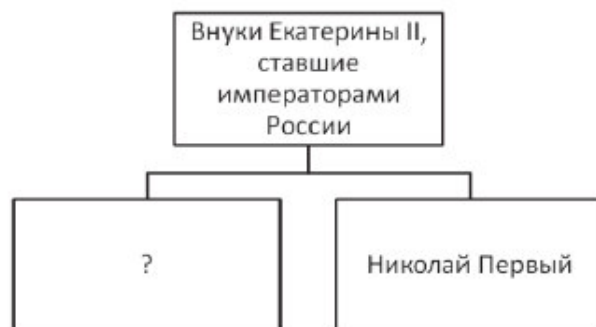 Внуки Екатерины II,
ставшие
императорами
России
?
Николай Первый